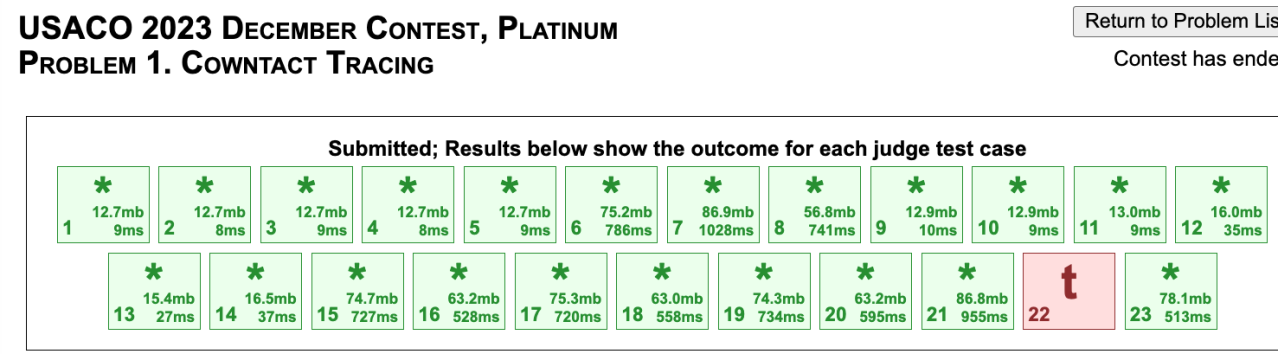 USACO 2023 December Contest, Platinum
Problem 1. Cowntact Tracing
Return to Problem Lis
Contest has ende
Submitted; Results below show the outcome for each judge test case
* * * * * * * * * * * *
12.7mb 12.7mb 12.7mb 12.7mb 12.7mb 75.2mb 86.9mb 56.8mb 12.9mb 12.9mb 13.0mb 16.0mb
1 9ms 2 8ms 3 9ms 4 8ms 5 9ms 6 786ms 7 1028ms 8 741ms 9 10ms 10 9ms 11 9ms 12 35ms
* * * * * * * * * t *
15.4mb 16.5mb 74.7mb 63.2mb 75.3mb 63.0mb 74.3mb 63.2mb 86.8mb 78.1mb
13 27ms 14 37ms 15 727ms 16 528ms 17 720ms 18 558ms 19 734ms 20 595ms 21 955ms 22 23 513ms